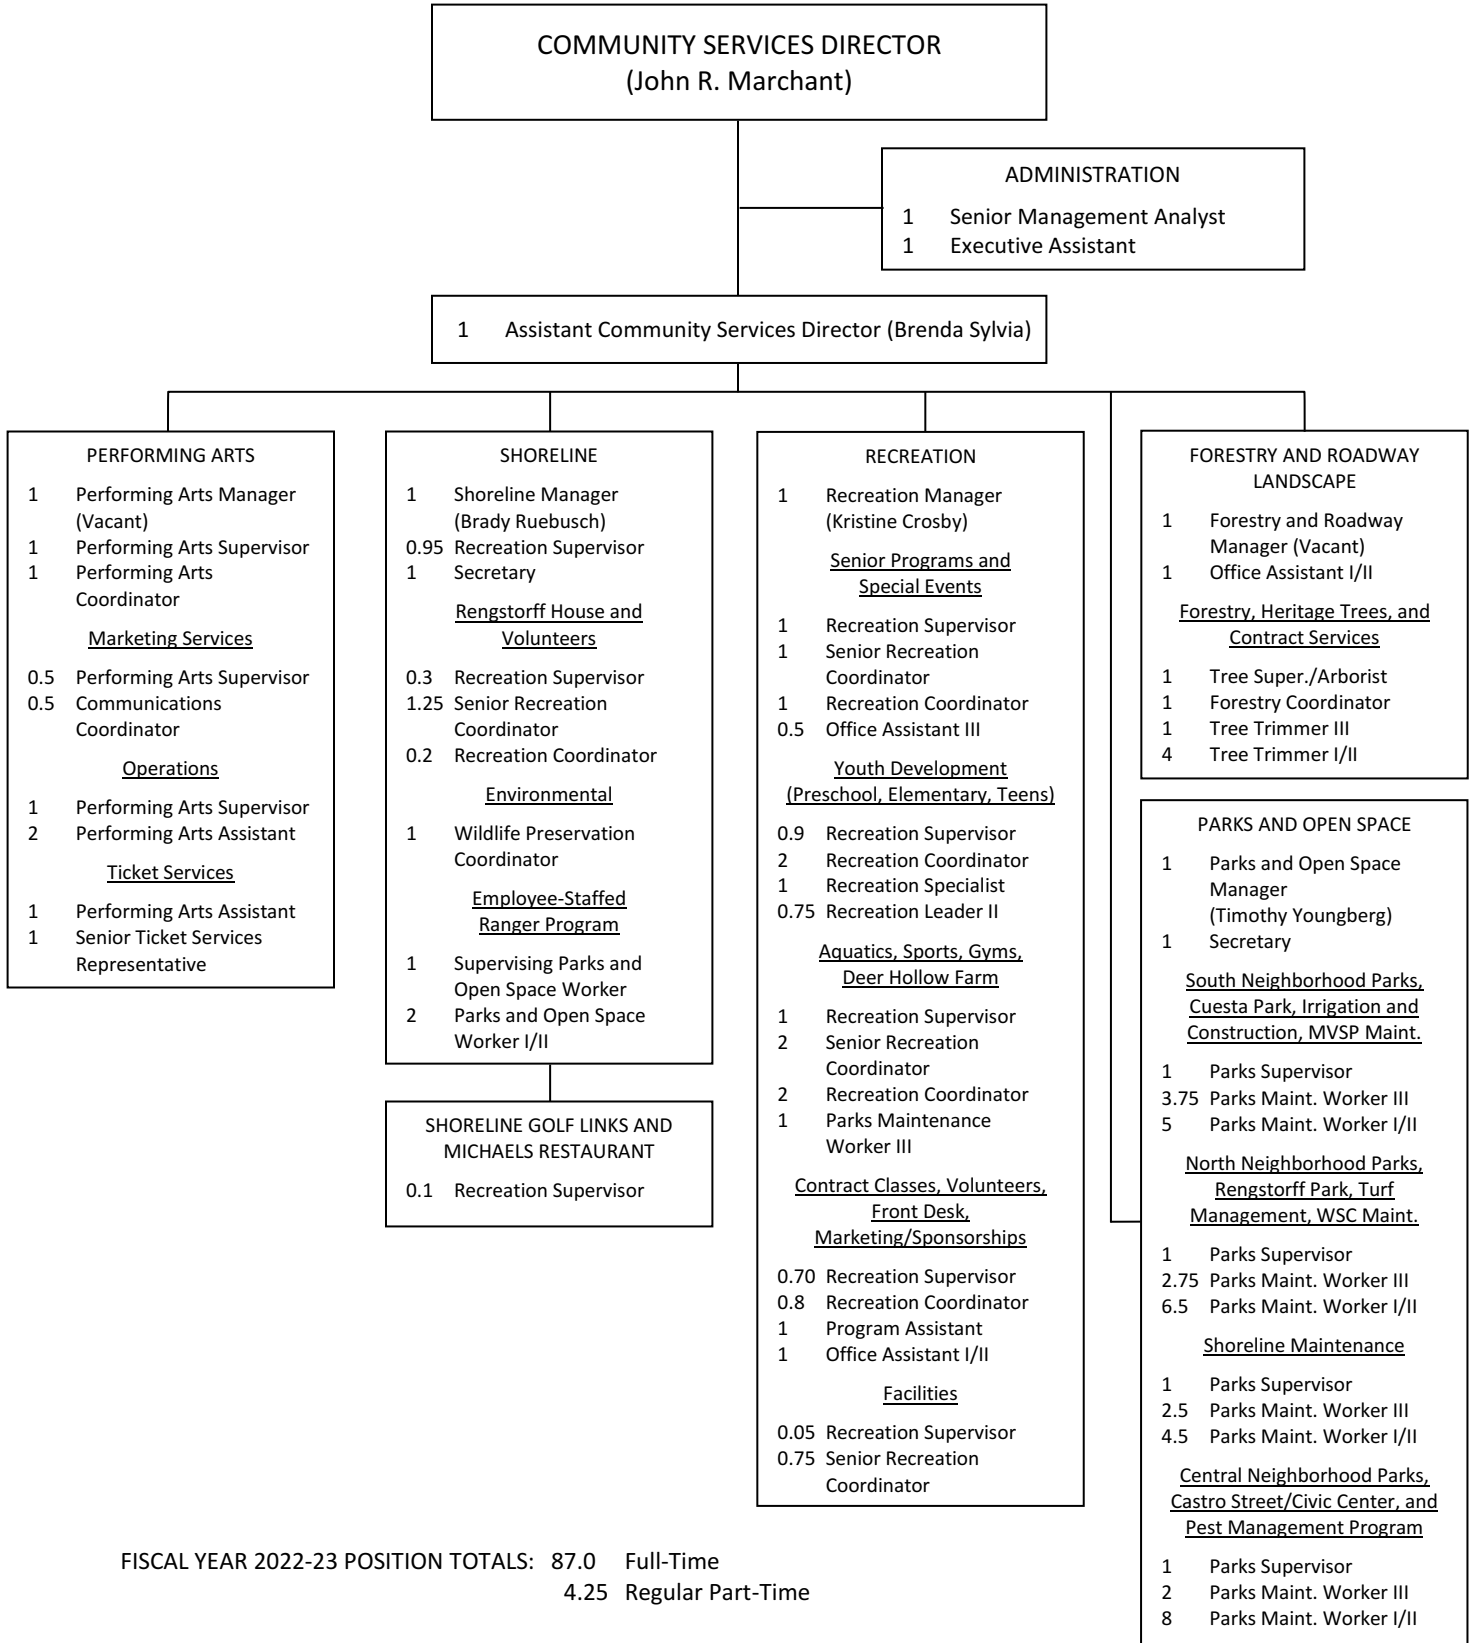 COMMUNITY SERVICES DIRECTOR
(John R. Marchant)
ADMINISTRATION
1 Senior Management Analyst
1 Executive Assistant
1 Assistant Community Services Director (Brenda Sylvia)
PERFORMING ARTS
1 Performing Arts Manager
(Vacant)
1 Performing Arts Supervisor
1 Performing Arts
Coordinator
Marketing Services
0.5 Performing Arts Supervisor
0.5 Communications
Coordinator
Operations
1 Performing Arts Supervisor
2 Performing Arts Assistant
Ticket Services
1 Performing Arts Assistant
1 Senior Ticket Services
Representative
SHORELINE
1 Shoreline Manager
(Brady Ruebusch)
0.95 Recreation Supervisor
1 Secretary
Rengstorff House and
Volunteers
0.3 Recreation Supervisor
1.25 Senior Recreation
Coordinator
0.2 Recreation Coordinator
Environmental
1 Wildlife Preservation
Coordinator
Employee-Staffed
Ranger Program
1 Supervising Parks and
Open Space Worker
2 Parks and Open Space
Worker I/II
SHORELINE GOLF LINKS AND
MICHAELS RESTAURANT
0.1 Recreation Supervisor
RECREATION
1 Recreation Manager
(Kristine Crosby)
Senior Programs and
Special Events
1 Recreation Supervisor
1 Senior Recreation
Coordinator
1 Recreation Coordinator
0.5 Office Assistant III
Youth Development
(Preschool, Elementary, Teens)
0.9 Recreation Supervisor
2 Recreation Coordinator
1 Recreation Specialist
0.75 Recreation Leader II
Aquatics, Sports, Gyms,
Deer Hollow Farm
1 Recreation Supervisor
2 Senior Recreation
Coordinator
2 Recreation Coordinator
1 Parks Maintenance
Worker III
Contract Classes, Volunteers,
Front Desk,
Marketing/Sponsorships
0.70 Recreation Supervisor
0.8 Recreation Coordinator
1 Program Assistant
1 Office Assistant I/II
Facilities
0.05 Recreation Supervisor
0.75 Senior Recreation
Coordinator
FORESTRY AND ROADWAY
LANDSCAPE
1 Forestry and Roadway
Manager (Vacant)
1 Office Assistant I/II
Forestry, Heritage Trees, and
Contract Services
1 Tree Super./Arborist
1 Forestry Coordinator
1 Tree Trimmer III
4 Tree Trimmer I/II
PARKS AND OPEN SPACE
1 Parks and Open Space
Manager
(Timothy Youngberg)
1 Secretary
South Neighborhood Parks,
Cuesta Park, Irrigation and
Construction, MVSP Maint.
1 Parks Supervisor
3.75 Parks Maint. Worker III
5 Parks Maint. Worker I/II
North Neighborhood Parks,
Rengstorff Park, Turf
Management, WSC Maint.
1 Parks Supervisor
2.75 Parks Maint. Worker III
6.5 Parks Maint. Worker I/II
Shoreline Maintenance
1 Parks Supervisor
2.5 Parks Maint. Worker III
4.5 Parks Maint. Worker I/II
Central Neighborhood Parks,
Castro Street/Civic Center, and
Pest Management Program
1 Parks Supervisor
2 Parks Maint. Worker III
8 Parks Maint. Worker I/II
FISCAL YEAR 2022-23 POSITION TOTALS: 87.0 Full-Time
4.25 Regular Part-Time